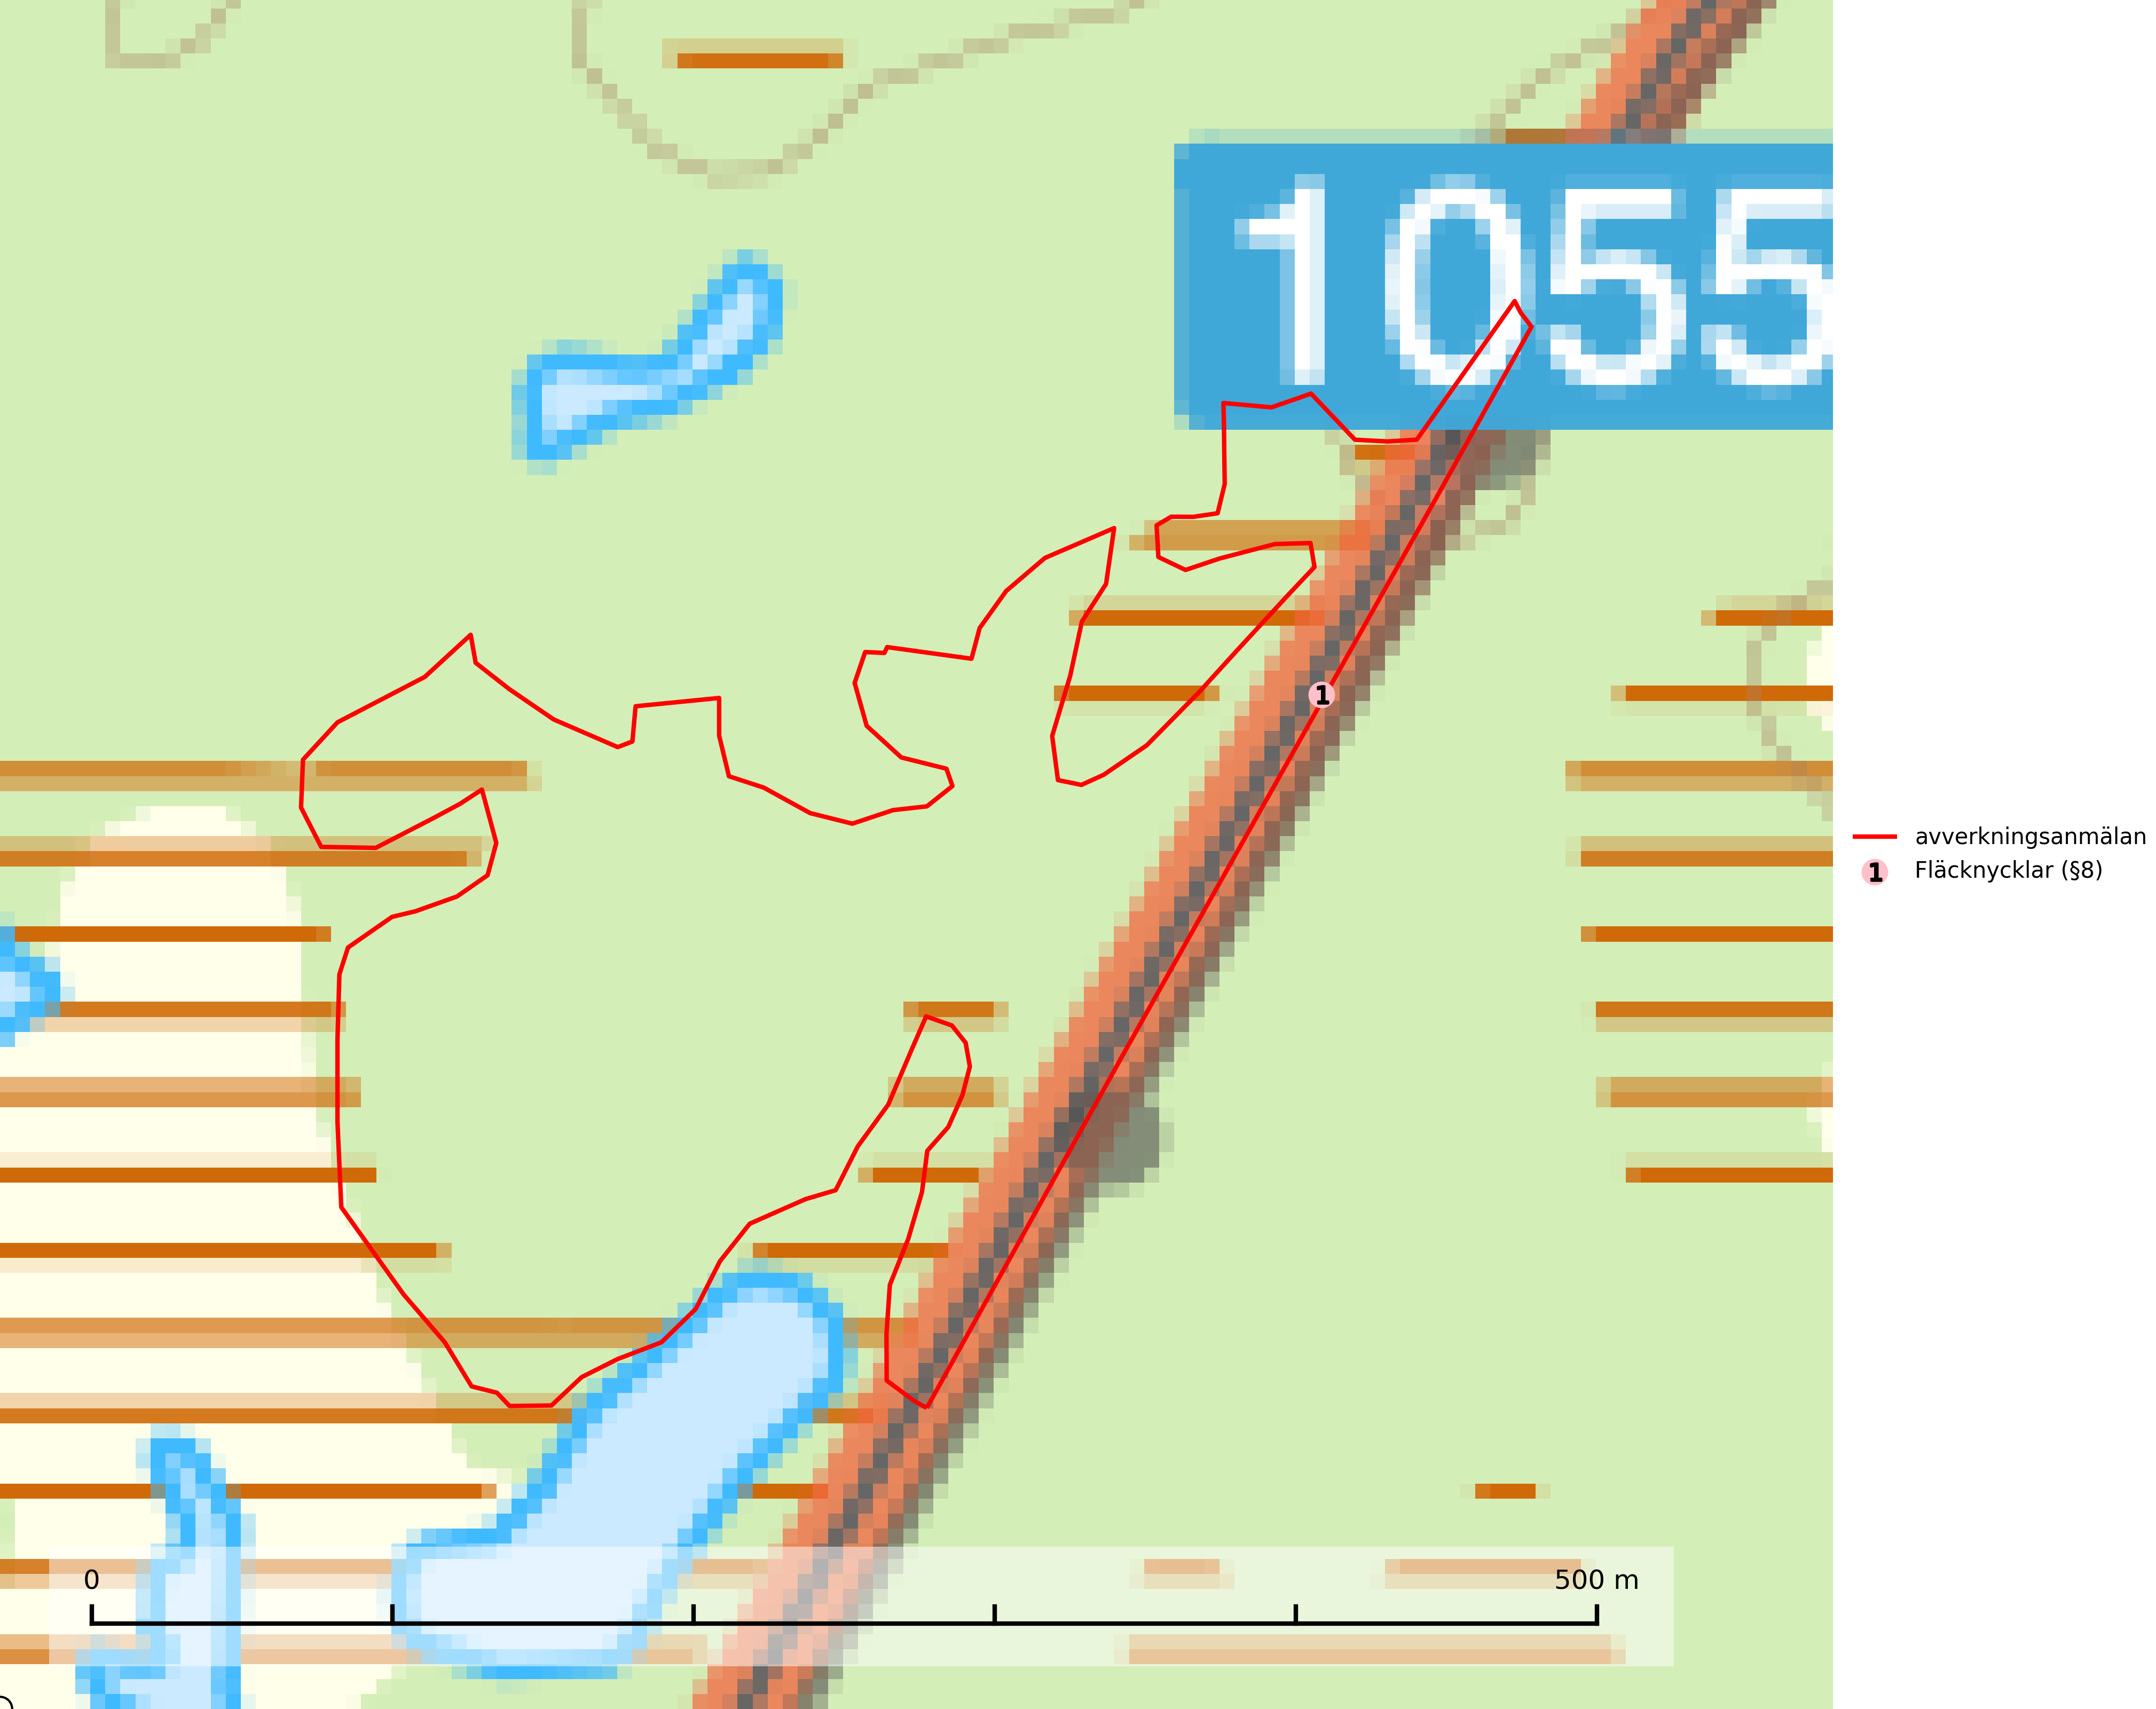 1055
1
avverkningsanmälan
1 Fläcknycklar (§8)
0 500 m